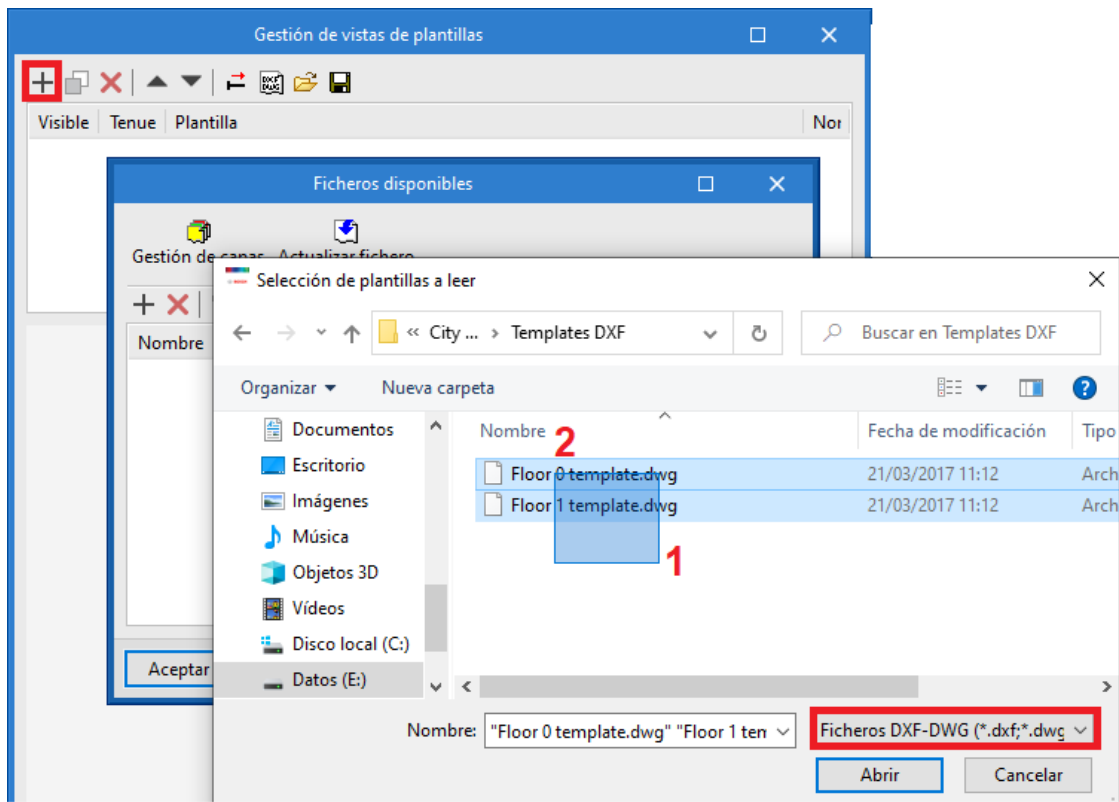 Gestión de vistas de plantillas
DXF DWG
Visible Tenue Plantilla Nor
Ficheros disponibles
Gestión de capas Actualizar fichero
Selección de plantillas a leer
« City ... › Templates DXF
Buscar en Templates DXF
Nombre
Organizar Nueva carpeta
Documentos
Escritorio
Imágenes
Música
Objetos 3D
Vídeos
Disco local (C:)
Datos (E:)
Nombre Fecha de modificación Tipo
2
Floor 0 template.dwg 21/03/2017 11:12 Arch
Floor 1 template.dwg 21/03/2017 11:12 Arch
1
Aceptar
Nombre: "Floor 0 template.dwg" "Floor 1 ten
Ficheros DXF-DWG (*.dxf;*.dwg
Abrir Cancelar